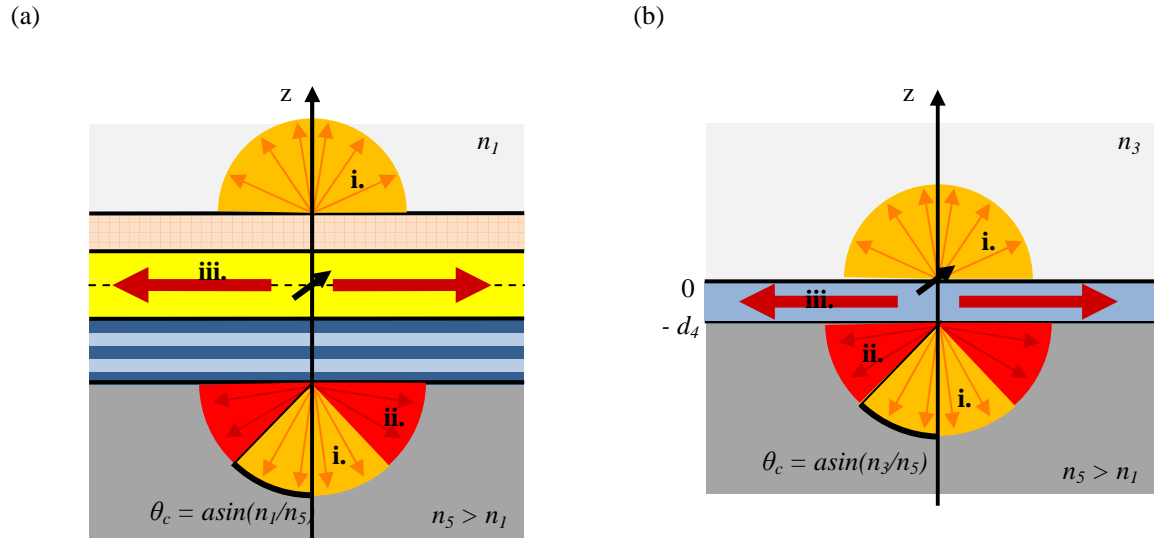 (a)
z
n1
i.
iii.
ii.
i.
θc = asin(n1/n5)
n5 > n1
(b)
z
n3
i.
0
iii.
- d4
ii.
i.
θc = asin(n3/n5)
n5 > n1